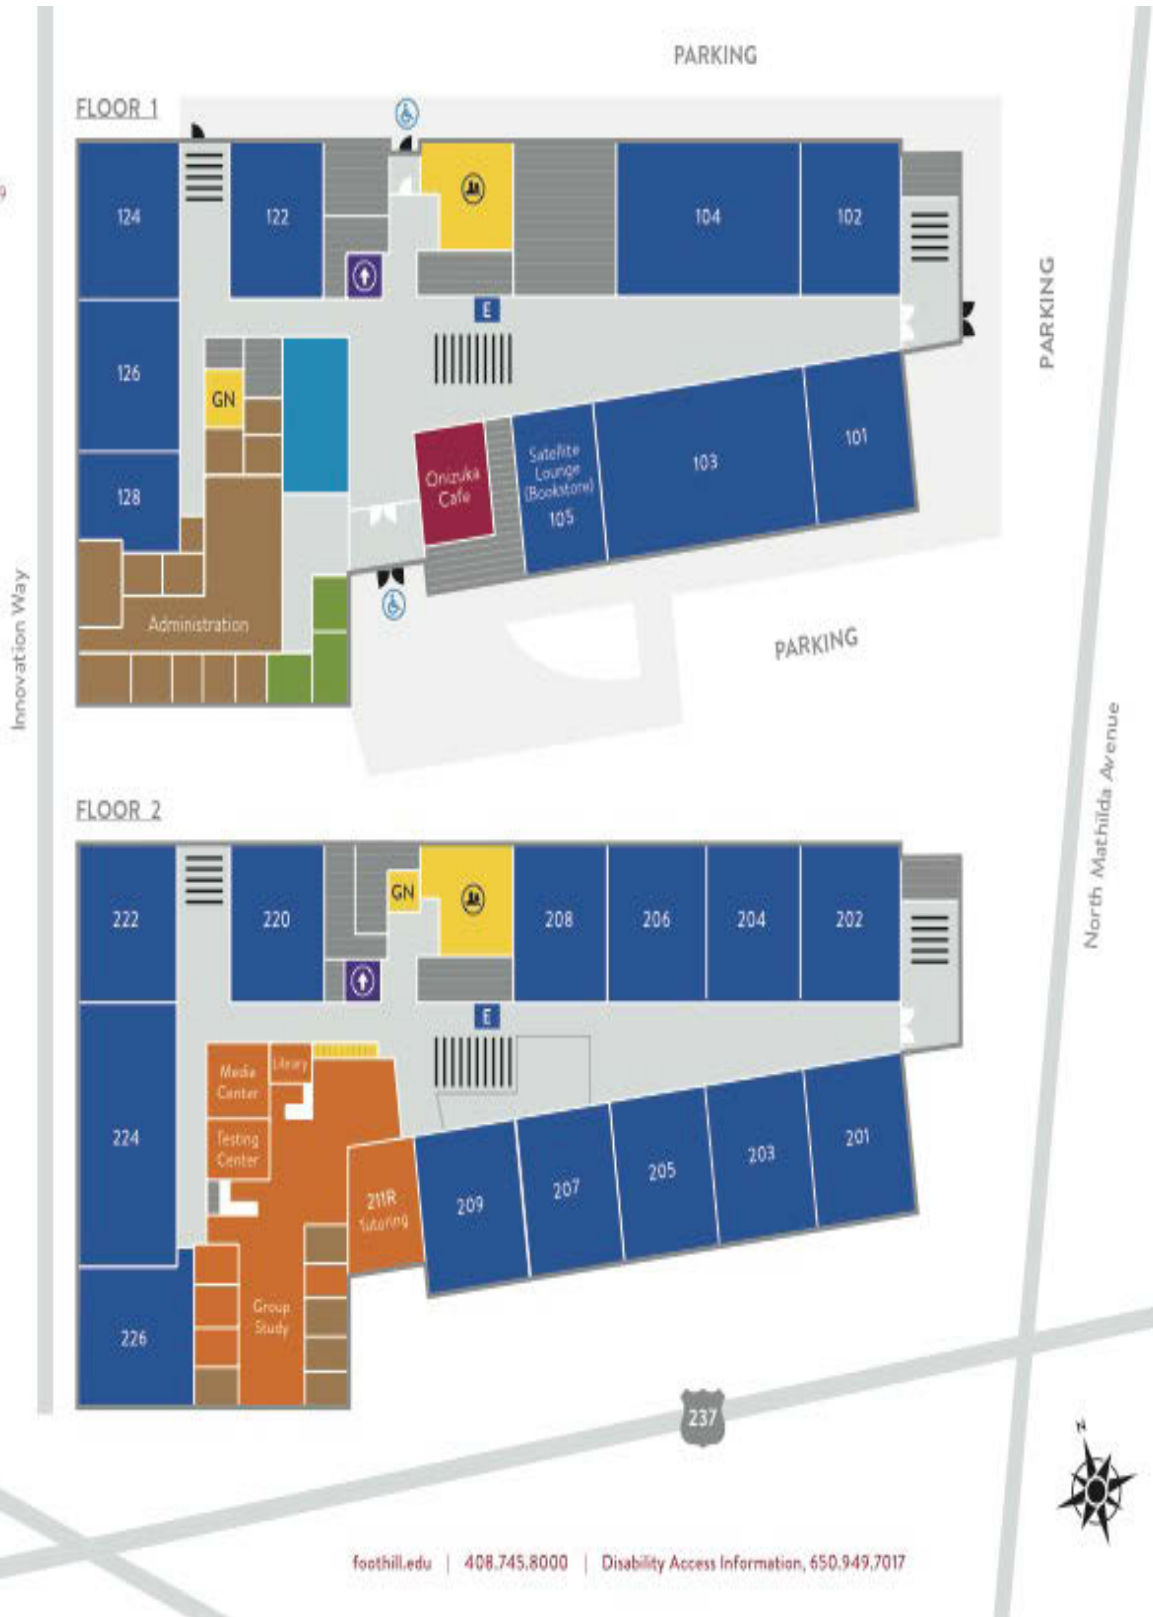 PARKING
FLOOR 1
9
124
122
104
102
E
126
GN
PARKING
128
Onizuka
Cafe
Satellite
Lounge
(Bookstore)
105
103
101
Administration
PARKING
Innovation Way
North Mathilda Avenue
FLOOR 2
222
220
GN
208
206
204
202
E
Media
Center
Library
224
Testing
Center
211R
Tutoring
209
207
205
203
201
226
Group
Study
237
N
foothill.edu | 408.745.8000 | Disability Access Information, 650.949.7017